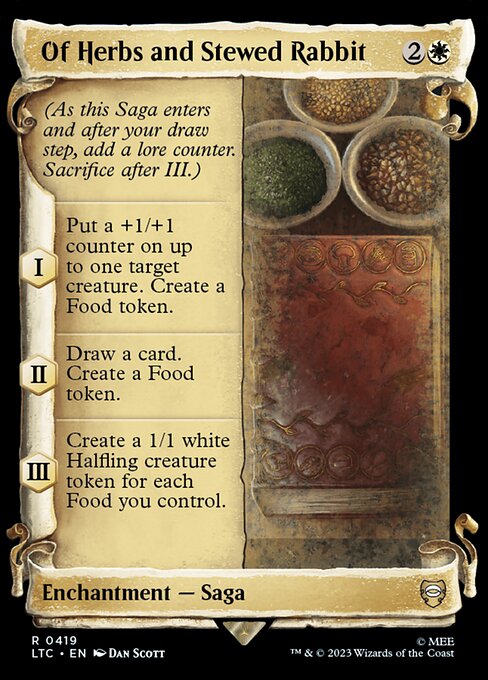 Of Herbs and Stewed Rabbit 2
(As this Saga enters
and after your draw
step, add a lore counter.
Sacrifice after III.)
I
Put a +1/+1
counter on up
to one target
creature. Create a
Food token.
II
Draw a card.
Create a Food
token.
III
Create a 1/1 white
Halfling creature
token for each
Food you control.
Enchantment — Saga
R 0419
LTC • EN Dan Scott
© MEE
™ & © 2023 Wizards of the Coast